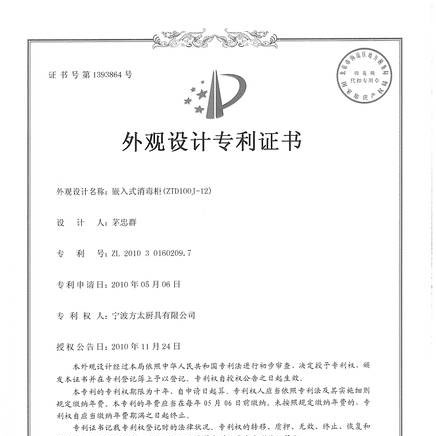 证书号第1393864号
印花税
代扣专用章
外观设计专利证书
外观设计名称：嵌入式消毒柜(ZTD100J-12)
设计人：茅忠群
专利号：ZL 2010 3 0160209.7
专利申请日：2010年05月06日
专利权人：宁波方太厨具有限公司
授权公告日：2010年11月24日
本外观设计经过本局依照中华人民共和国专利法进行初步审查，决定授予专利权，颁
发本证书并在专利登记簿上予以登记。专利权自授权公告之日起生效。
本专利的专利权期限为十年，自申请日起算。专利权人应当依照专利法及其实施细则
规定缴纳年费。本专利的年费应当在每年05月06日前缴纳。未按照规定缴纳年费的，专
利权自应当缴纳年费期满之日起终止。
专利证书记载专利权登记时的法律状况。专利权的转移、质押、无效、终止、恢复和